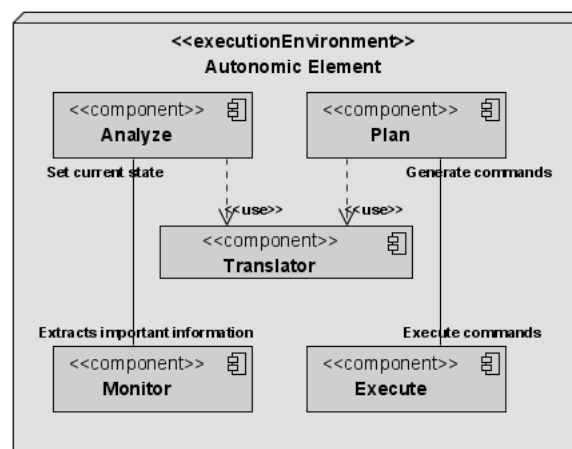 <<executionEnvironment>>
Autonomic Element
<<component>>
Analyze
<<component>>
Plan
Set current state
Generate commands
<<use>>
<<use>>
<<component>>
Translator
Extracts important information
Execute commands
<<component>>
Monitor
<<component>>
Execute